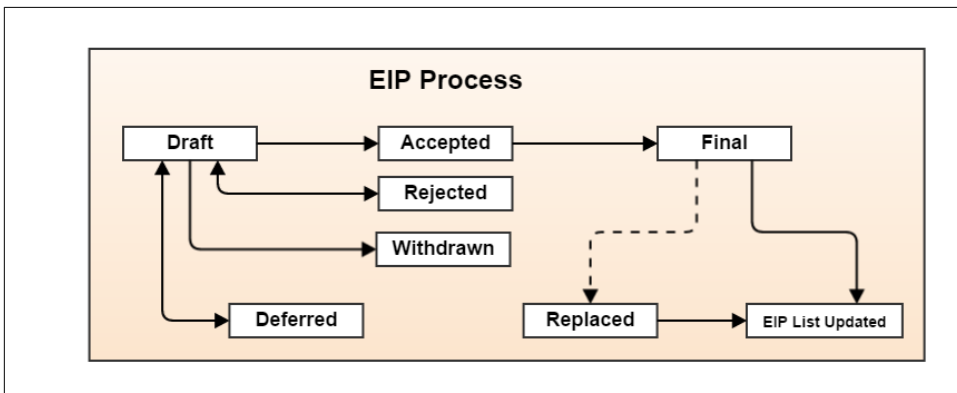 EIP Process
Draft
Accepted
Final
Rejected
Withdrawn
Deferred
Replaced
EIP List Updated